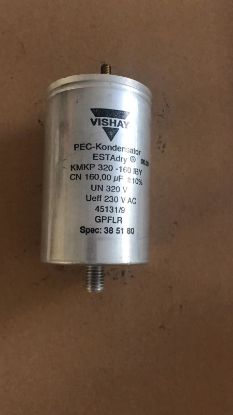 VISHAY
PEC-Kondensator
ESTAdry ®
KMKP 320 -160 IBY
CN 160,00 µF ±10%
UN 320 V
Ueff 230 V AC
45131/9
GPFLR
Spec: 38 51 80